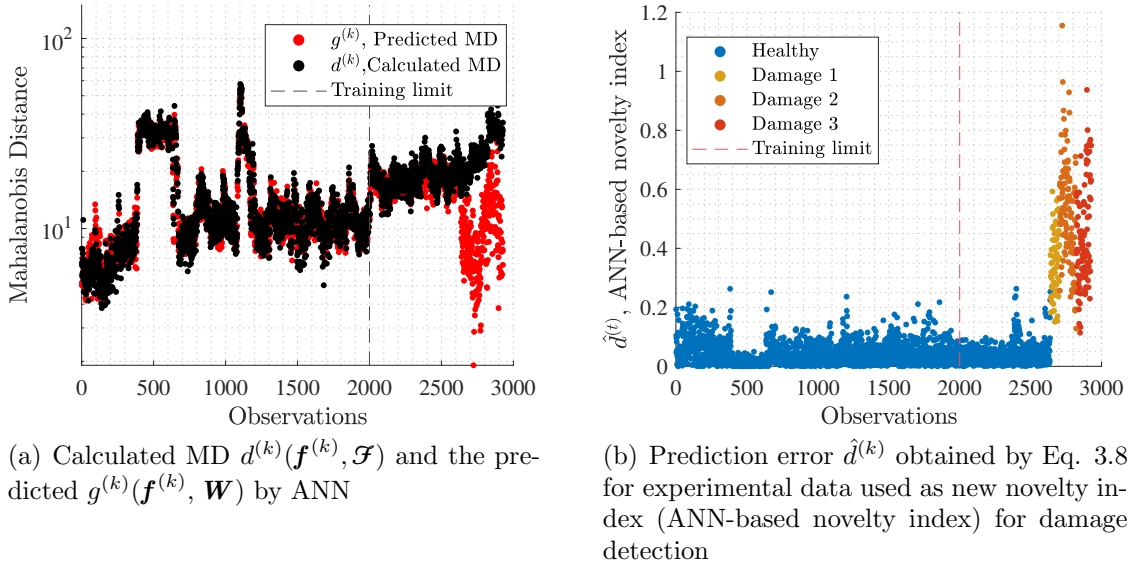 10²
10¹
Mahalanobis Distance
g⁽ᵏ⁾, Predicted MD
d⁽ᵏ⁾,Calculated MD
Training limit
0 500 1000 1500 2000 2500 3000
Observations
(a) Calculated MD d⁽ᵏ⁾(f⁽ᵏ⁾, ℱ) and the pre-
dicted g⁽ᵏ⁾(f⁽ᵏ⁾, W) by ANN
1.2
1
0.8
0.6
0.4
0.2
0
d̂⁽ᵗ⁾, ANN-based novelty index
Healthy
Damage 1
Damage 2
Damage 3
Training limit
0 500 1000 1500 2000 2500 3000
Observations
(b) Prediction error d̂⁽ᵏ⁾ obtained by Eq. 3.8
for experimental data used as new novelty in-
dex (ANN-based novelty index) for damage
detection